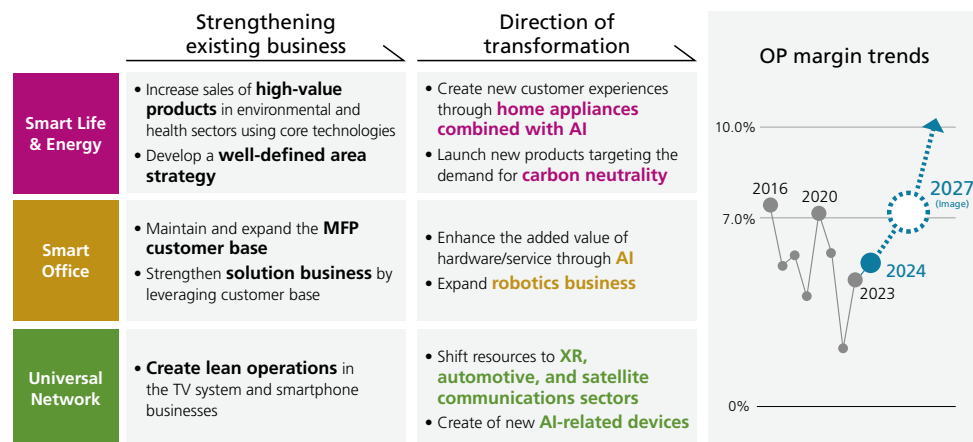 Strengthening
existing business
Direction of
transformation
Smart Life
& Energy
• Increase sales of high-value
products in environmental and
health sectors using core technologies
• Develop a well-defined area
strategy
• Create new customer experiences
through home appliances
combined with AI
• Launch new products targeting the
demand for carbon neutrality
Smart
Office
• Maintain and expand the MFP
customer base
• Strengthen solution business by
leveraging customer base
• Enhance the added value of
hardware/service through AI
• Expand robotics business
Universal
Network
• Create lean operations in
the TV system and smartphone
businesses
• Shift resources to XR,
automotive, and satellite
communications sectors
• Create of new AI-related devices
OP margin trends
10.0%
2016
2020
2027
(Image)
7.0%
2024
2023
0%